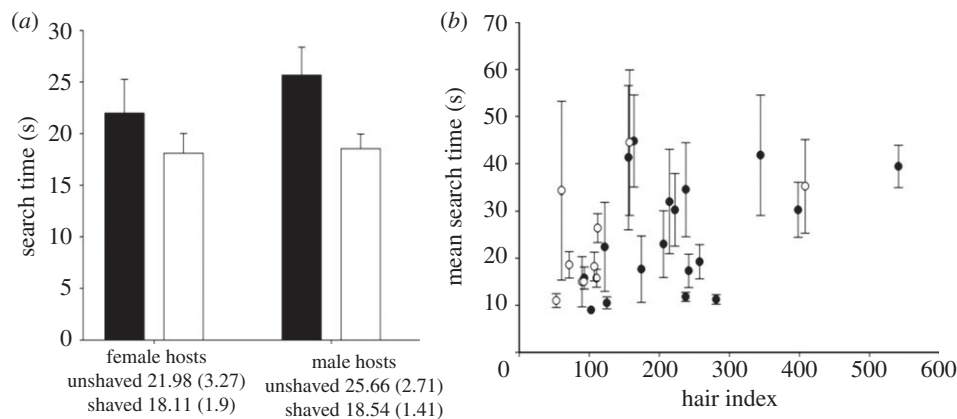 (a)
search time (s)
30
25
20
15
10
5
0
female hosts
unshaved 21.98 (3.27)
shaved 18.11 (1.9)
male hosts
unshaved 25.66 (2.71)
shaved 18.54 (1.41)
(b)
mean search time (s)
70
60
50
40
30
20
10
0
100
200
300
400
500
600
hair index